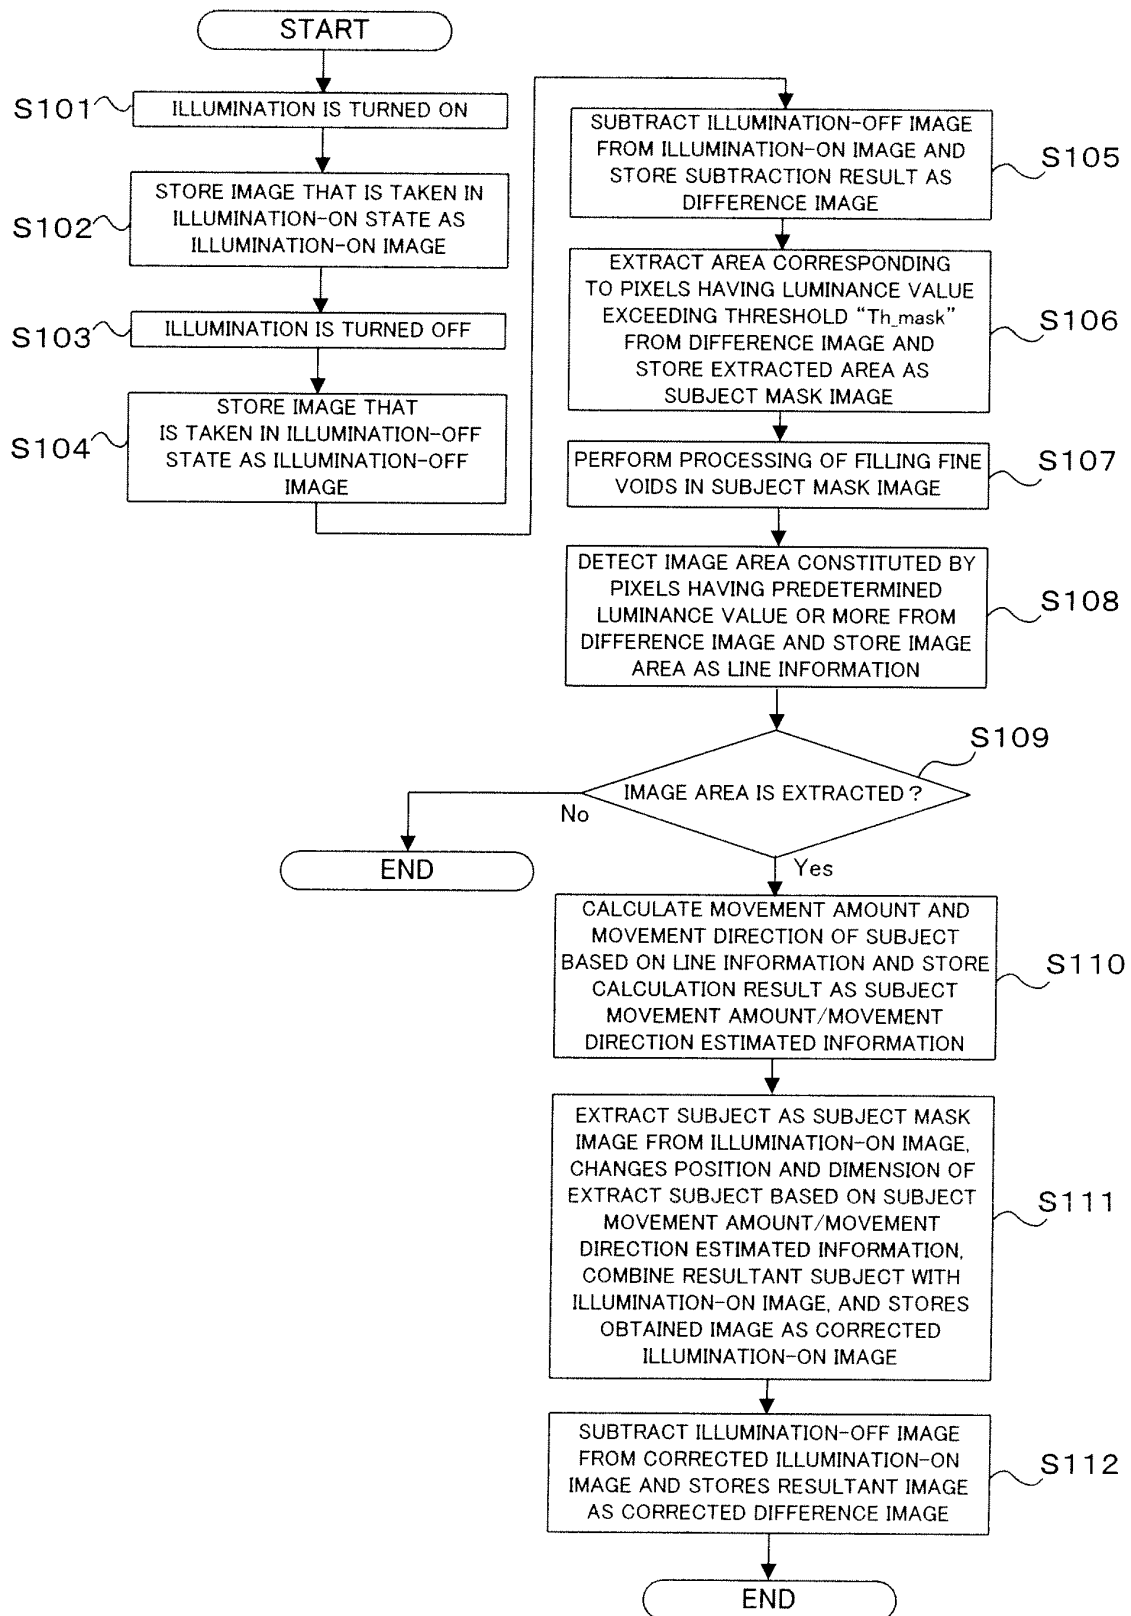 START
S101
ILLUMINATION IS TURNED ON
S102
STORE IMAGE THAT IS TAKEN IN
ILLUMINATION-ON STATE AS
ILLUMINATION-ON IMAGE
S103
ILLUMINATION IS TURNED OFF
S104
STORE IMAGE THAT
IS TAKEN IN ILLUMINATION-OFF
STATE AS ILLUMINATION-OFF
IMAGE
SUBTRACT ILLUMINATION-OFF IMAGE
FROM ILLUMINATION-ON IMAGE AND
STORE SUBTRACTION RESULT AS
DIFFERENCE IMAGE
S105
EXTRACT AREA CORRESPONDING
TO PIXELS HAVING LUMINANCE VALUE
EXCEEDING THRESHOLD “Th_mask”
FROM DIFFERENCE IMAGE AND
STORE EXTRACTED AREA AS
SUBJECT MASK IMAGE
S106
PERFORM PROCESSING OF FILLING FINE
VOIDS IN SUBJECT MASK IMAGE
S107
DETECT IMAGE AREA CONSTITUTED BY
PIXELS HAVING PREDETERMINED
LUMINANCE VALUE OR MORE FROM
DIFFERENCE IMAGE AND STORE IMAGE
AREA AS LINE INFORMATION
S108
S109
IMAGE AREA IS EXTRACTED ?
No
END
Yes
CALCULATE MOVEMENT AMOUNT AND
MOVEMENT DIRECTION OF SUBJECT
BASED ON LINE INFORMATION AND STORE
CALCULATION RESULT AS SUBJECT
MOVEMENT AMOUNT/MOVEMENT
DIRECTION ESTIMATED INFORMATION
S110
EXTRACT SUBJECT AS SUBJECT MASK
IMAGE FROM ILLUMINATION-ON IMAGE,
CHANGES POSITION AND DIMENSION OF
EXTRACT SUBJECT BASED ON SUBJECT
MOVEMENT AMOUNT/MOVEMENT
DIRECTION ESTIMATED INFORMATION,
COMBINE RESULTANT SUBJECT WITH
ILLUMINATION-ON IMAGE, AND STORES
OBTAINED IMAGE AS CORRECTED
ILLUMINATION-ON IMAGE
S111
SUBTRACT ILLUMINATION-OFF IMAGE
FROM CORRECTED ILLUMINATION-ON
IMAGE AND STORES RESULTANT IMAGE
AS CORRECTED DIFFERENCE IMAGE
S112
END